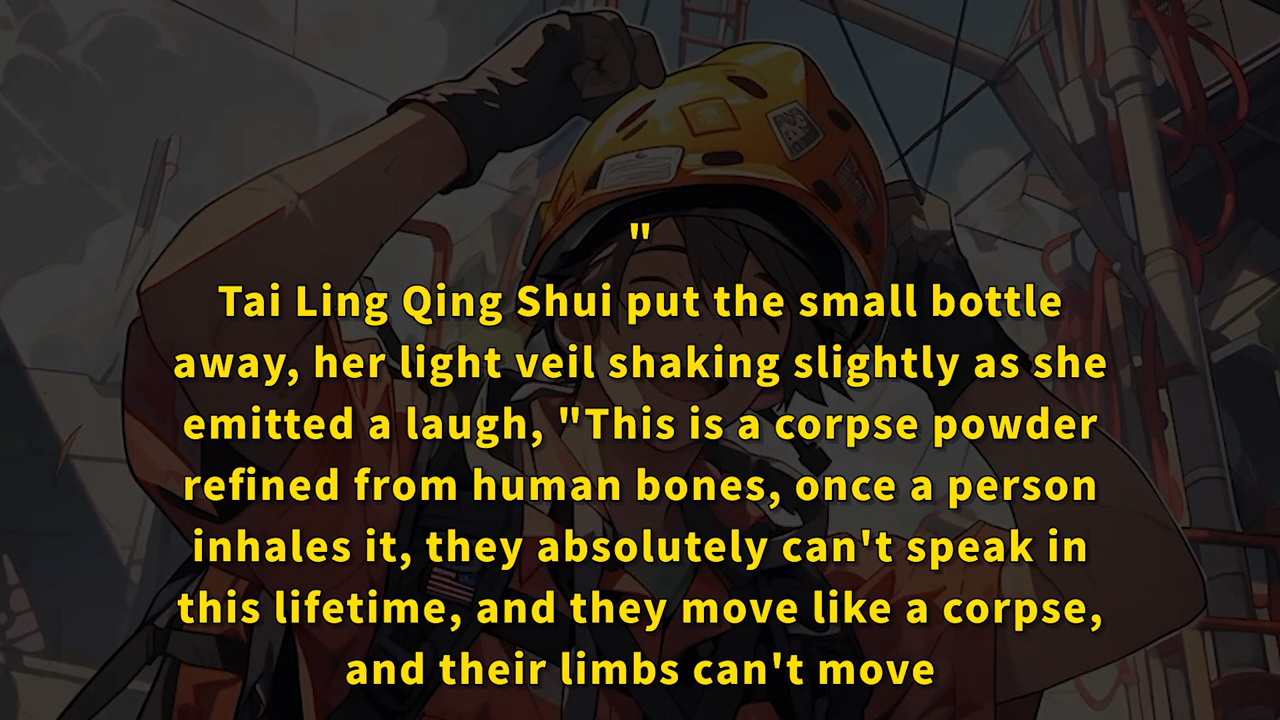 "
Tai Ling Qing Shui put the small bottle
away, her light veil shaking slightly as she
emitted a laugh, "This is a corpse powder
refined from human bones, once a person
inhales it, they absolutely can't speak in
this lifetime, and they move like a corpse,
and their limbs can't move